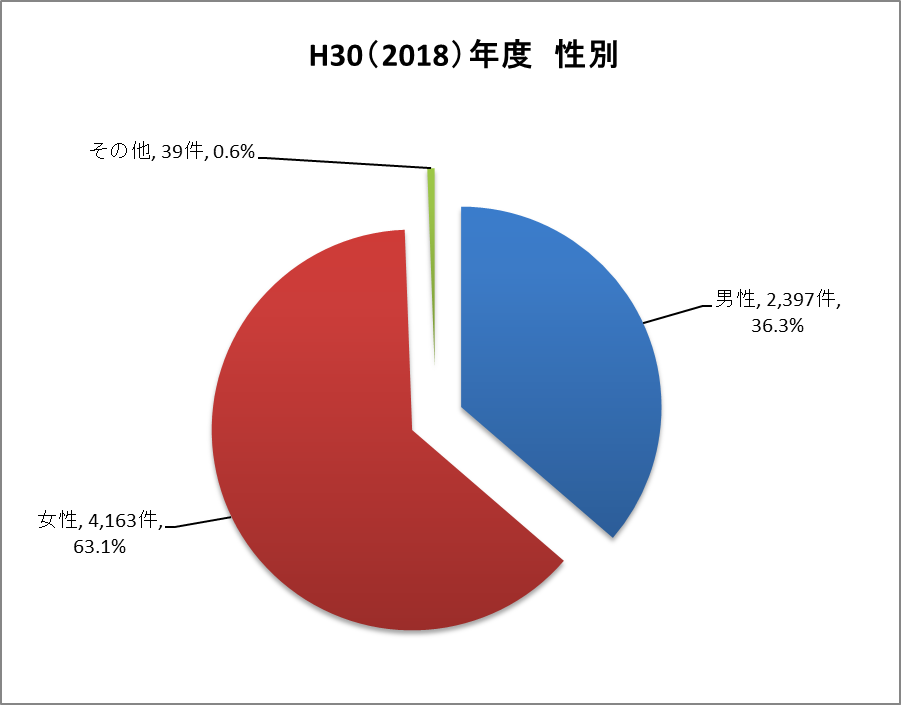 H30（2018）年度　性別
その他, 39件, 0.6%
男性, 2,397件,
36.3%
女性, 4,163件,
63.1%